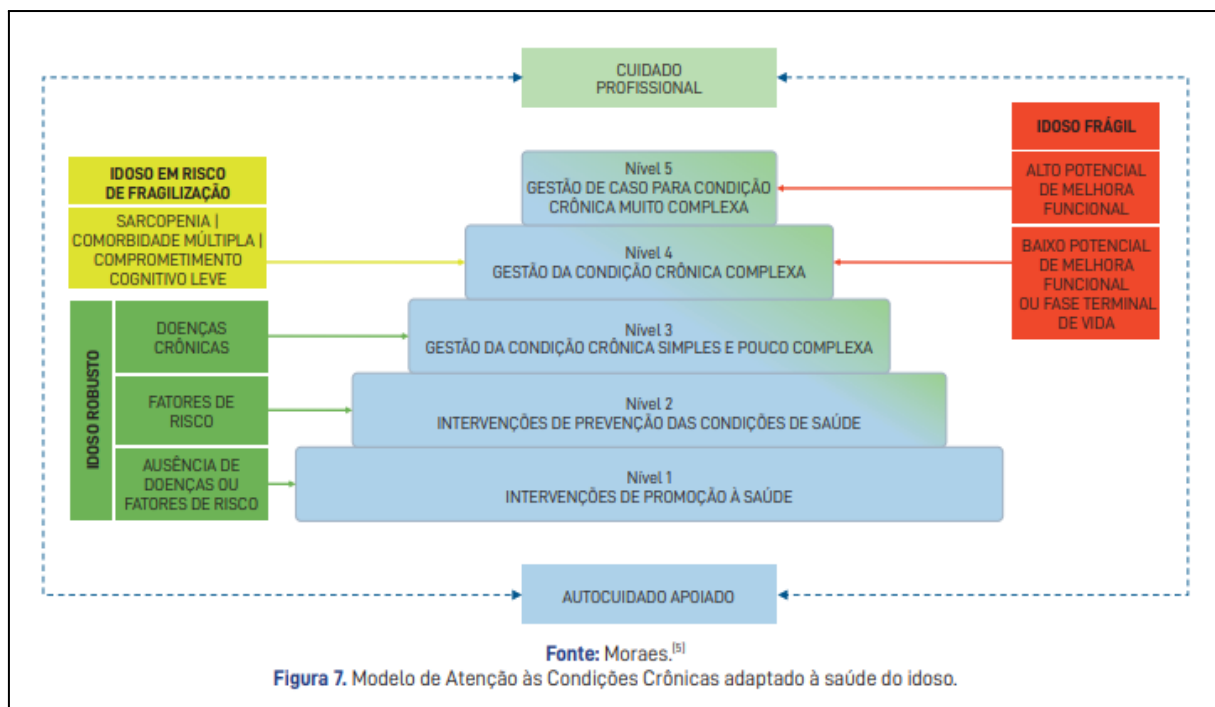 CUIDADO
PROFISSIONAL
IDOSO FRÁGIL
ALTO POTENCIAL
DE MELHORA
FUNCIONAL
BAIXO POTENCIAL
DE MELHORA
FUNCIONAL
OU FASE TERMINAL
DE VIDA
IDOSO EM RISCO
DE FRAGILIZAÇÃO
SARCOPENIA |
COMORBIDADE MÚLTIPLA |
COMPROMETIMENTO
COGNITIVO LEVE
IDOSO ROBUSTO
DOENÇAS
CRÔNICAS
FATORES DE
RISCO
AUSÊNCIA DE
DOENÇAS OU
FATORES DE RISCO
Nível 5
GESTÃO DE CASO PARA CONDIÇÃO
CRÔNICA MUITO COMPLEXA
Nível 4
GESTÃO DA CONDIÇÃO CRÔNICA COMPLEXA
Nível 3
GESTÃO DA CONDIÇÃO CRÔNICA SIMPLES E POUCO COMPLEXA
Nível 2
INTERVENÇÕES DE PREVENÇÃO DAS CONDIÇÕES DE SAÚDE
Nível 1
INTERVENÇÕES DE PROMOÇÃO À SAÚDE
AUTOCUIDADO APOIADO
Fonte: Moraes.[5]
Figura 7. Modelo de Atenção às Condições Crônicas adaptado à saúde do idoso.